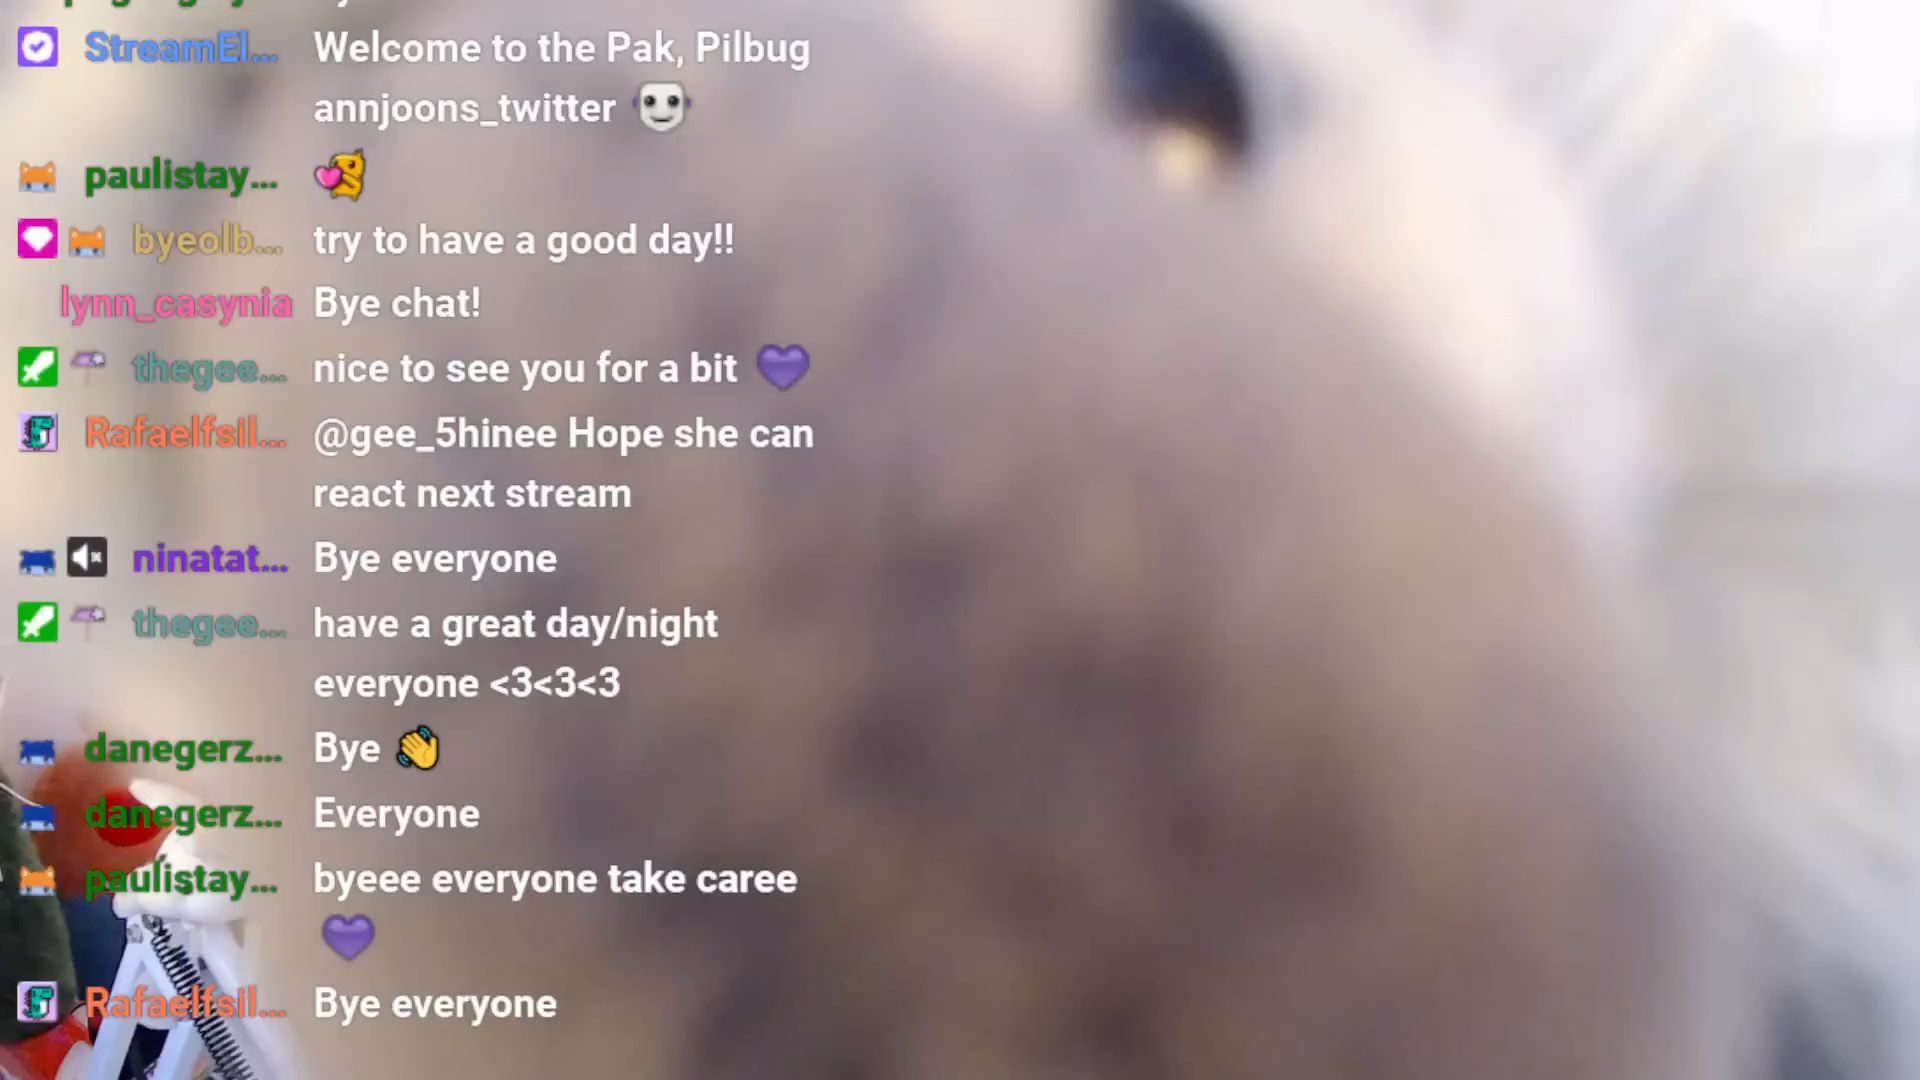 StreamEl... Welcome to the Pak, Pilbug
annjoons_twitter
paulistay...
byeolb... try to have a good day!!
lynn_casynia Bye chat!
thegee... nice to see you for a bit 💜
Rafaelfsil... @gee_5hinee Hope she can
react next stream
ninatat... Bye everyone
thegee... have a great day/night
everyone <3<3<3
danegerz... Bye 👋
danegerz... Everyone
paulistay... byeee everyone take caree
💜
Rafaelfsil... Bye everyone